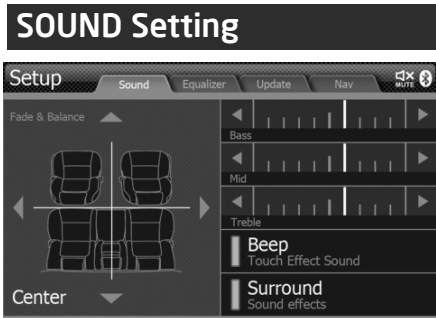 SOUND Setting
Setup
Sound
Equalizer
Update
Nav
MUTE
Fade & Balance
Bass
Mid
Treble
Beep
Touch Effect Sound
Surround
Sound effects
Center